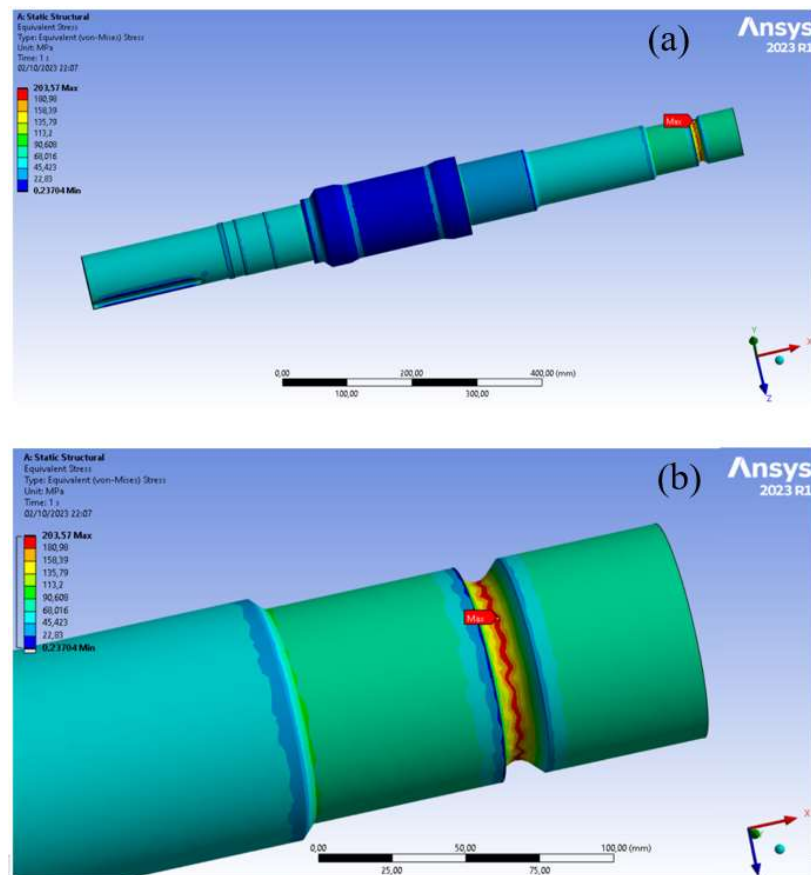 A: Static Structural
Equivalent Stress
Type: Equivalent (von-Mises) Stress
Unit: MPa
Time: 1 s
02/10/2023 22:07
203,57 Max
180,98
158,39
135,79
113,2
90,608
68,016
45,423
22,83
0,23704 Min
(a)
Ansys
2023 R1
Max
Y
X
Z
0,00 200,00 400,00 (mm)
100,00 300,00
A: Static Structural
Equivalent Stress
Type: Equivalent (von-Mises) Stress
Unit: MPa
Time: 1 s
02/10/2023 22:07
203,57 Max
180,98
158,39
135,79
113,2
90,608
68,016
45,423
22,83
0,23704 Min
(b)
Ansys
2023 R1
Max
X
0,00 50,00 100,00 (mm)
25,00 75,00